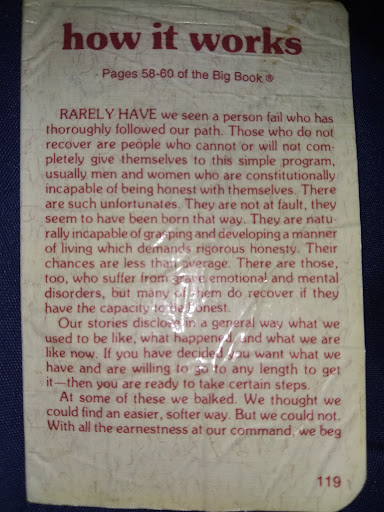 how it works
Pages 58-60 of the Big Book ®
RARELY HAVE we seen a person fail who has
thoroughly followed our path. Those who do not
recover are people who cannot or will not com-
pletely give themselves to this simple program,
usually men and women who are constitutionally
incapable of being honest with themselves. There
are such unfortunates. They are not at fault, they
seem to have been born that way. They are natu-
rally incapable of grasping and developing a manner
of living which demands rigorous honesty. Their
chances are less than average. There are those,
too, who suffer from grave emotional and mental
disorders, but many of them do recover if they
have the capacity to be honest.
Our stories disclose in a general way what we
used to be like, what happened, and what we are
like now. If you have decided you want what we
have and are willing to go to any length to get
it—then you are ready to take certain steps.
At some of these we balked. We thought we
could find an easier, softer way. But we could not.
With all the earnestness at our command, we beg
119